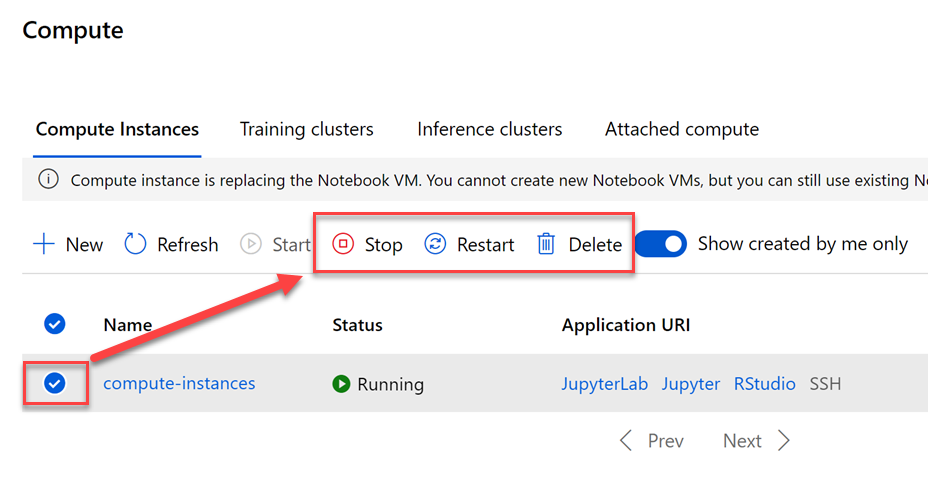 Compute
Compute Instances Training clusters Inference clusters Attached compute
Compute instance is replacing the Notebook VM. You cannot create new Notebook VMs, but you can still use existing
New Refresh Start Stop Restart Delete Show created by me only
Name Status Application URI
compute-instances Running JupyterLab Jupyter RStudio SSH
Prev Next